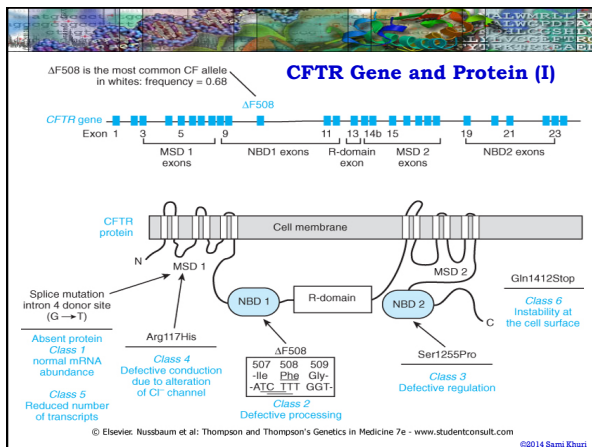 CFTR Gene and Protein (I)
ΔF508 is the most common CF allele
in whites: frequency = 0.68
ΔF508
CFTR gene
Exon 1 3 5 7 9 11 13 14b 15 19 21 23
MSD 1
exons
NBD1 exons
R-domain
exon
MSD 2
exons
NBD2 exons
CFTR
protein
Cell membrane
N
MSD 1
MSD 2
NBD 1
R-domain
NBD 2
C
Splice mutation
intron 4 donor site
(G → T)
Absent protein
Class 1
normal mRNA
abundance
Class 5
Reduced number
of transcripts
Arg117His
Class 4
Defective conduction
due to alteration
of Cl⁻ channel
ΔF508
507 508 509
-Ile Phe Gly-
-ATC TTT GGT-
Class 2
Defective processing
Ser1255Pro
Class 3
Defective regulation
Gln1412Stop
Class 6
Instability at
the cell surface
© Elsevier. Nussbaum et al: Thompson and Thompson's Genetics in Medicine 7e - www.studentconsult.com
©2014 Sami Khuri